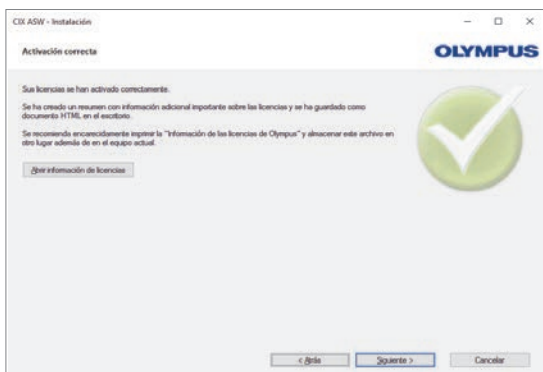 CIX ASW - Instalación
Activación correcta
OLYMPUS
Sus licencias se han activado correctamente.
Se ha creado un resumen con información adicional importante sobre las licencias y se ha guardado como
documento HTML en el escritorio.
Se recomienda encarecidamente imprimir la "Información de las licencias de Olympus" y almacenar este archivo en
otro lugar además de en el equipo actual.
Abrir información de licencias
< Atrás
Siguiente >
Cancelar